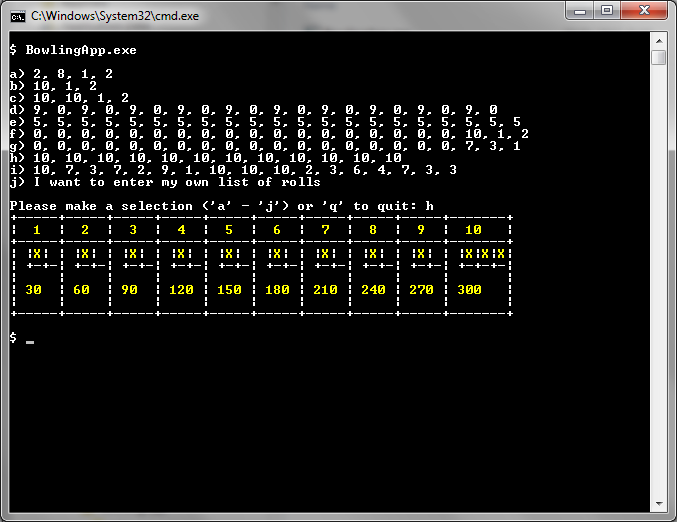 C:\Windows\System32\cmd.exe
$ BowlingApp.exe
a) 2, 8, 1, 2
b) 10, 1, 2
c) 10, 10, 1, 2
d) 9, 0, 9, 0, 9, 0, 9, 0, 9, 0, 9, 0, 9, 0, 9, 0, 9, 0, 9, 0
e) 5, 5, 5, 5, 5, 5, 5, 5, 5, 5, 5, 5, 5, 5, 5, 5, 5, 5, 5, 5, 5
f) 0, 0, 0, 0, 0, 0, 0, 0, 0, 0, 0, 0, 0, 0, 0, 0, 0, 0, 10, 1, 2
g) 0, 0, 0, 0, 0, 0, 0, 0, 0, 0, 0, 0, 0, 0, 0, 0, 0, 0, 7, 3, 1
h) 10, 10, 10, 10, 10, 10, 10, 10, 10, 10, 10, 10
i) 10, 7, 3, 7, 2, 9, 1, 10, 10, 10, 2, 3, 6, 4, 7, 3, 3
j) I want to enter my own list of rolls
Please make a selection ('a' - 'j') or 'q' to quit: h
1 2 3 4 5 6 7 8 9 10
X X X X X X X X X X X X
30 60 90 120 150 180 210 240 270 300
$ _